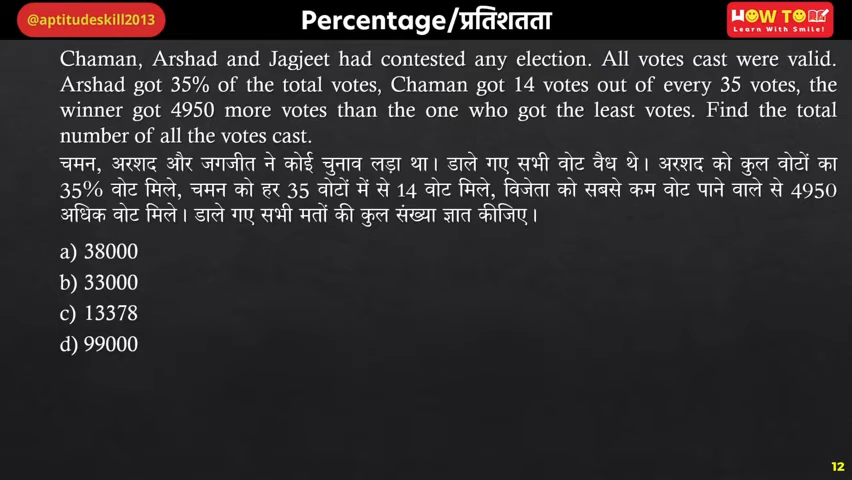 @aptitudeskill2013
Percentage/प्रतिशतता
HOW TO
Learn With Smile!
Chaman, Arshad and Jagjeet had contested any election. All votes cast were valid.
Arshad got 35% of the total votes, Chaman got 14 votes out of every 35 votes, the
winner got 4950 more votes than the one who got the least votes. Find the total
number of all the votes cast.
चमन, अरशद और जगजीत ने कोई चुनाव लड़ा था। डाले गए सभी वोट वैध थे। अरशद को कुल वोटों का
35% वोट मिले, चमन को हर 35 वोटों में से 14 वोट मिले, विजेता को सबसे कम वोट पाने वाले से 4950
अधिक वोट मिले। डाले गए सभी मतों की कुल संख्या ज्ञात कीजिए।
a) 38000
b) 33000
c) 13378
d) 99000
12